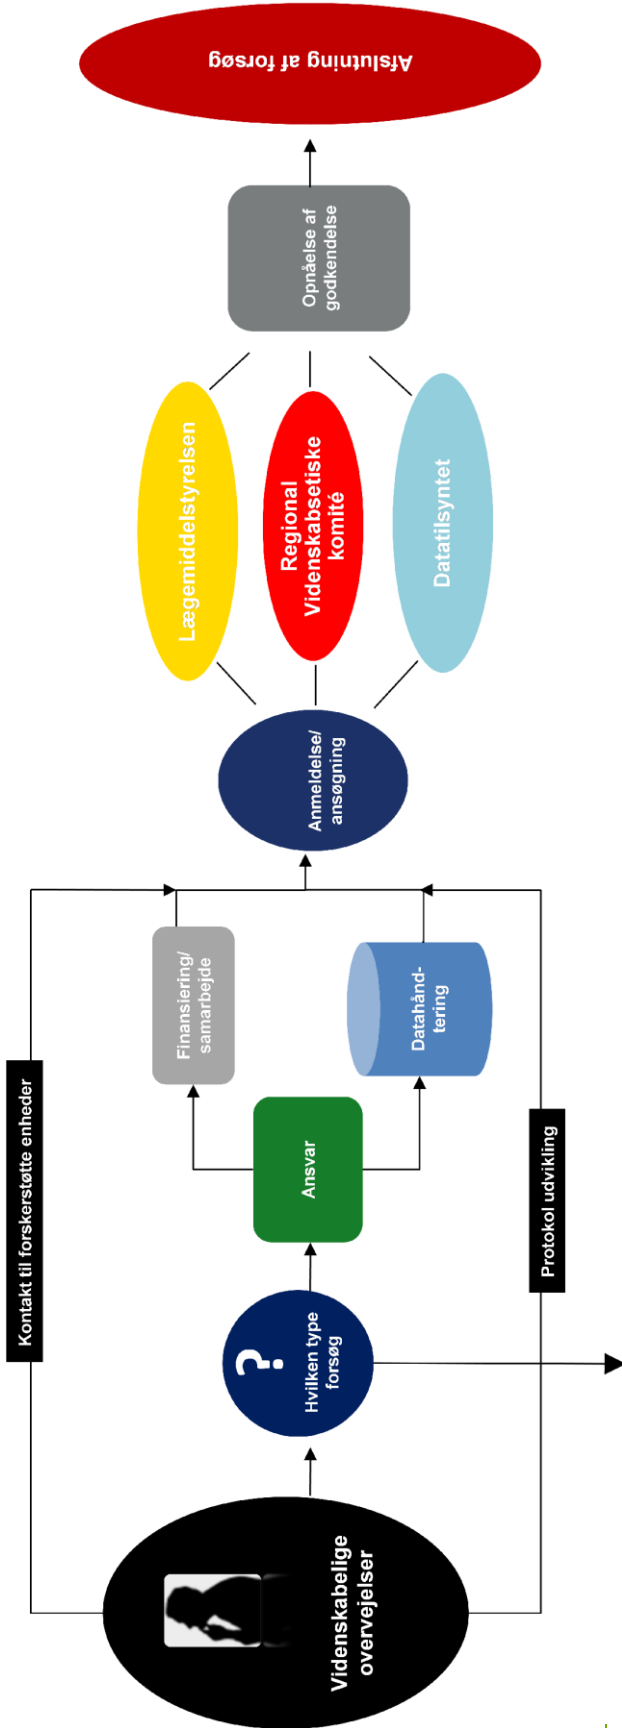 Videnskabelige
overvejelser
Kontakt til forskerstøtte enheder
?
Hvilken type
forsøg
Ansvar
Finansiering/
samarbejde
Datahånd-
tering
Protokol udvikling
Anmeldelse/
ansøgning
Lægemiddelstyrelsen
Regional
Videnskabsetiske
komité
Datatilsyntet
Opnåelse af
godkendelse
Afslutning af forsøg